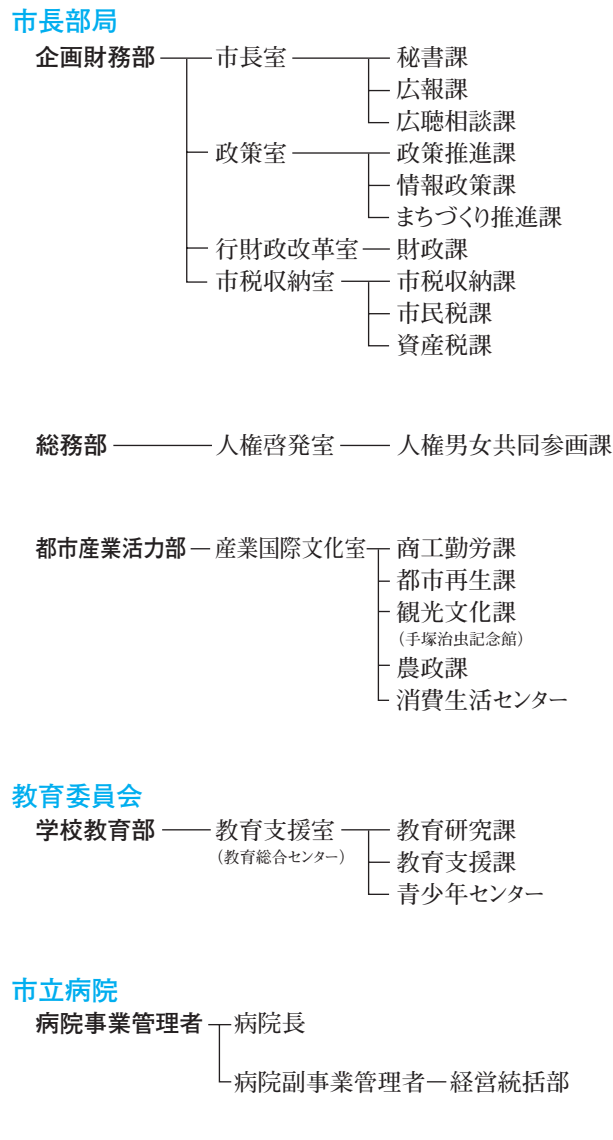 市長部局
企画財務部 市長室 秘書課
広報課
広聴相談課
政策室 政策推進課
情報政策課
まちづくり推進課
行財政改革室 財政課
市税収納室 市税収納課
市民税課
資産税課
総務部 人権啓発室 人権男女共同参画課
都市産業活力部 産業国際文化室 商工勤労課
都市再生課
観光文化課
（手塚治虫記念館）
農政課
消費生活センター
教育委員会
学校教育部 教育支援室 教育研究課
（教育総合センター） 教育支援課
青少年センター
市立病院
病院事業管理者 病院長
病院副事業管理者 経営統括部